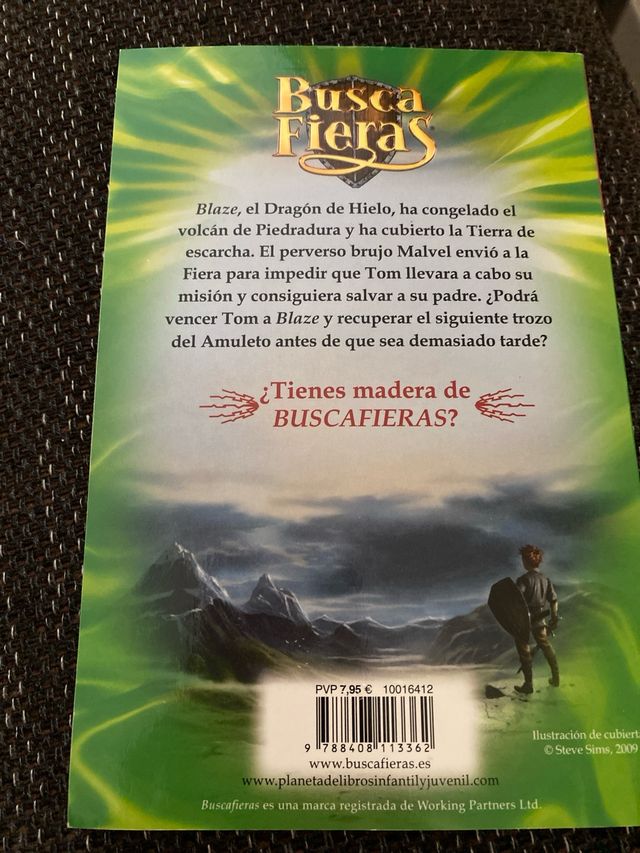 Busca
Fieras
Blaze, el Dragón de Hielo, ha congelado el
volcán de Piedradura y ha cubierto la Tierra de
escarcha. El perverso brujo Malvel envió a la
Fiera para impedir que Tom llevara a cabo su
misión y consiguiera salvar a su padre. ¿Podrá
vencer Tom a Blaze y recuperar el siguiente trozo
del Amuleto antes de que sea demasiado tarde?
¿Tienes madera de
BUSCAFIERAS?
PVP 7,95 € 10016412
9 788408 113362
www.buscafieras.es
www.planetadelibrosinfantilyjuvenil.com
Ilustración de cubierta
© Steve Sims, 2009
Buscafieras es una marca registrada de Working Partners Ltd.